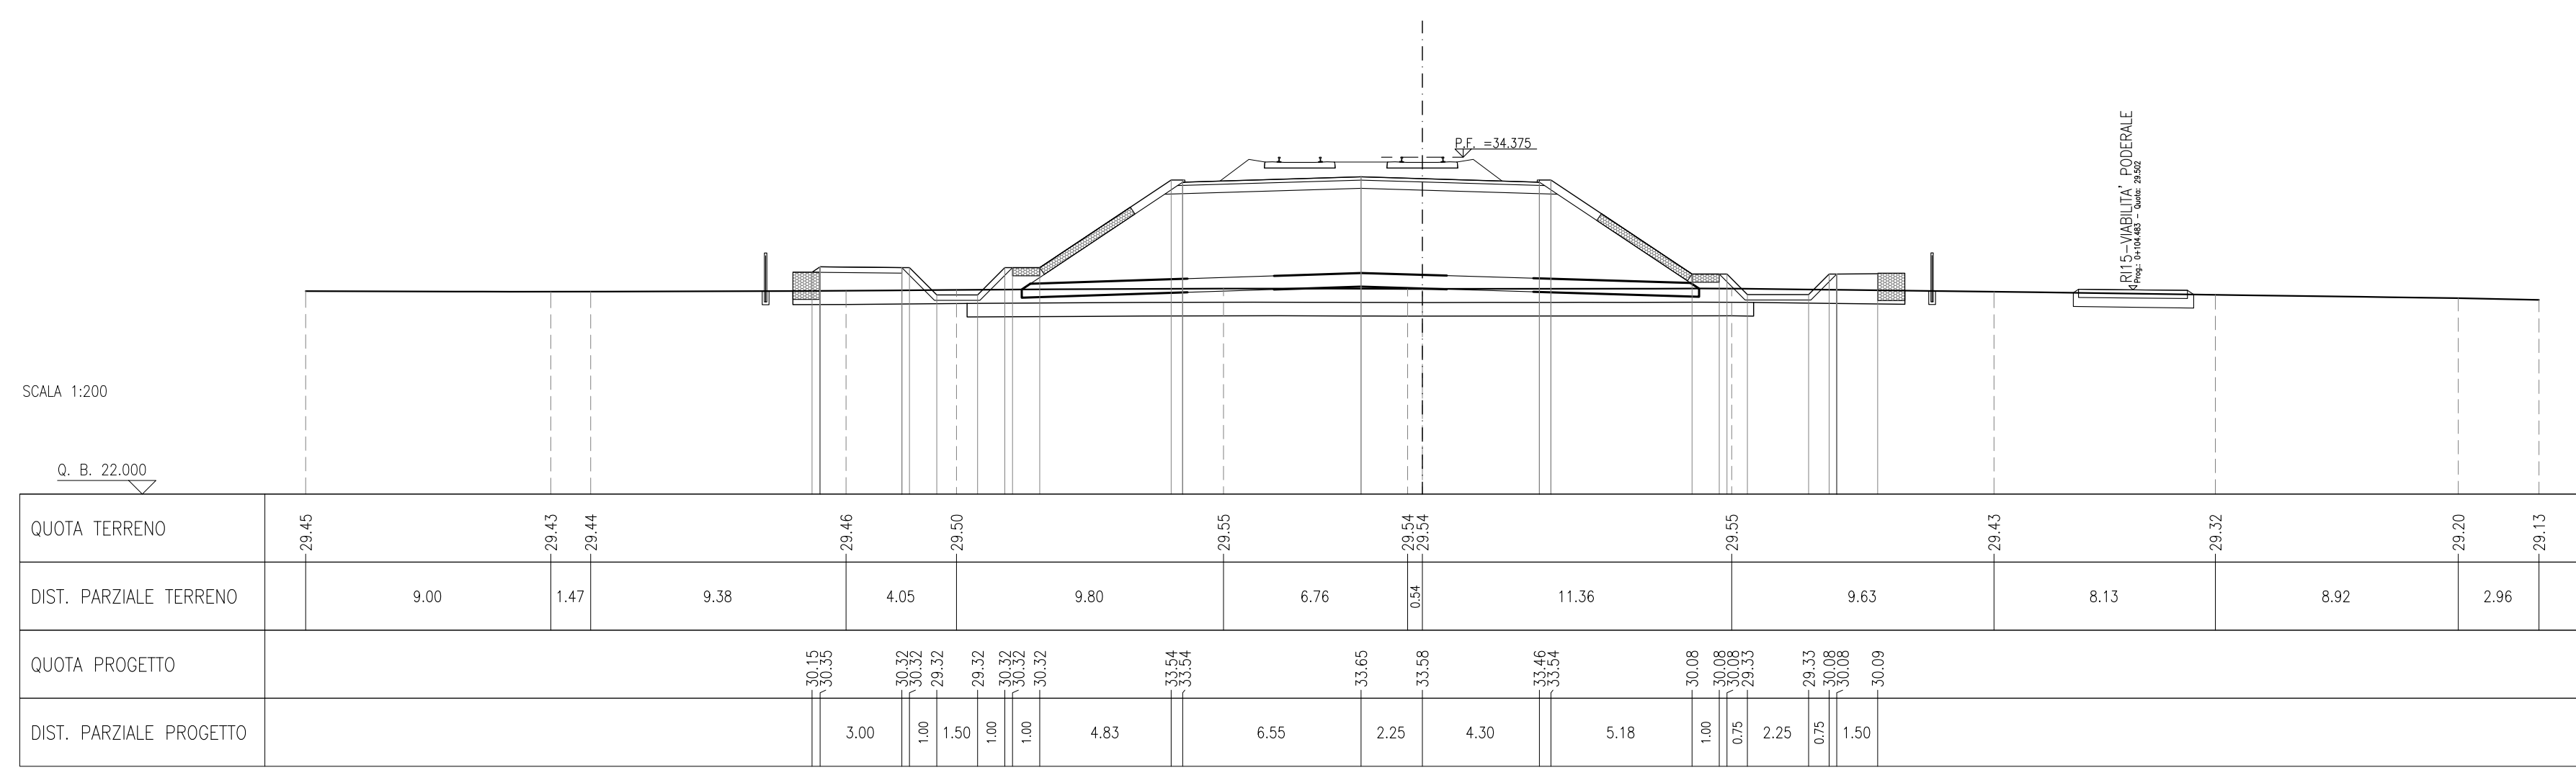 P.F. =34.375
RI15-VIABILITA' PODERALE
Prog.: 0+104.483 - Quota: 29.502
SCALA 1:200
Q. B. 22.000
QUOTA TERRENO 29.45 29.43 29.44 29.46 29.50 29.55 29.54 29.54 29.55 29.43 29.32 29.20 29.13
DIST. PARZIALE TERRENO 9.00 1.47 9.38 4.05 9.80 6.76 0.54 11.36 9.63 8.13 8.92 2.96
QUOTA PROGETTO 30.15 30.35 30.32 30.32 29.32 29.32 30.32 30.32 30.32 33.54 33.54 33.65 33.58 33.46 33.54 30.08 30.08 30.08 29.33 29.33 30.08 30.08 30.09
DIST. PARZIALE PROGETTO 3.00 1.00 1.50 1.00 1.00 4.83 6.55 2.25 4.30 5.18 1.00 0.75 2.25 0.75 1.50